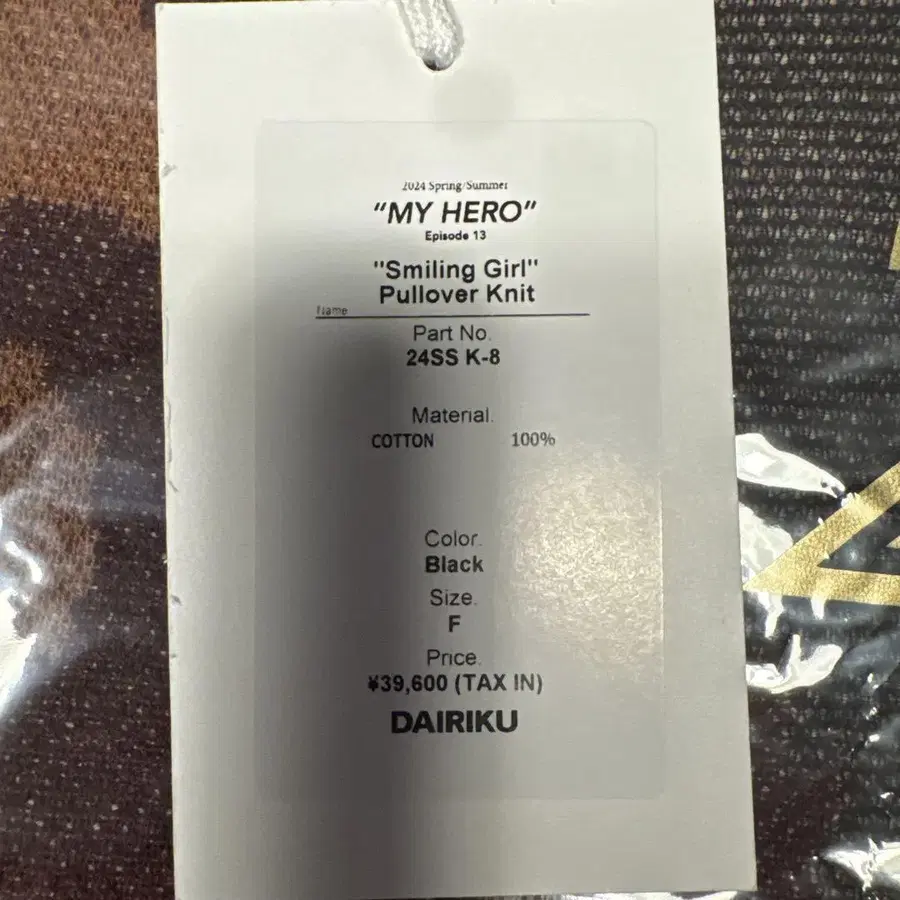 2024 Spring/Summer
“MY HERO”
Episode 13
"Smiling Girl"
Pullover Knit
Name
Part No.
24SS K-8
Material.
COTTON 100%
Color.
Black
Size.
F
Price.
¥39,600 (TAX IN)
DAIRIKU